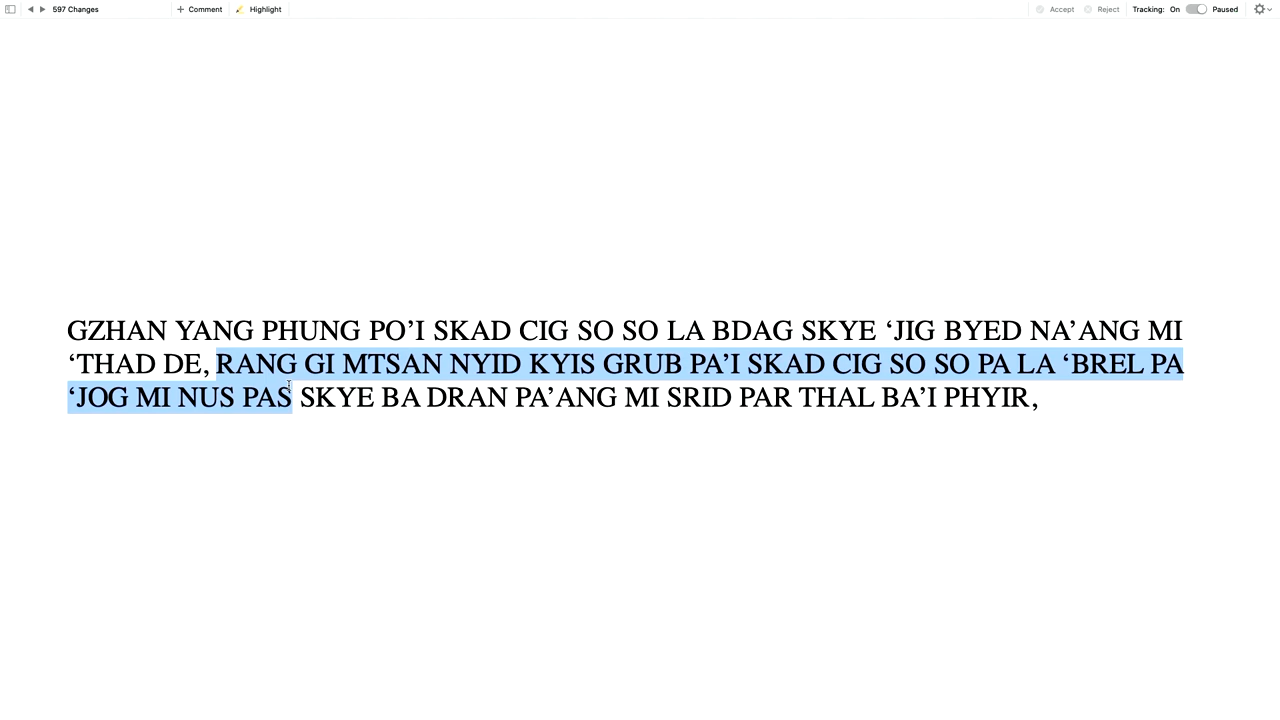 597 Changes
Comment
Highlight
Accept
Reject
Tracking: On
Paused
GZHAN YANG PHUNG PO’I SKAD CIG SO SO LA BDAG SKYE ‘JIG BYED NA’ANG MI
‘THAD DE, RANG GI MTSAN NYID KYIS GRUB PA’I SKAD CIG SO SO PA LA ‘BREL PA
‘JOG MI NUS PAS SKYE BA DRAN PA’ANG MI SRID PAR THAL BA’I PHYIR,